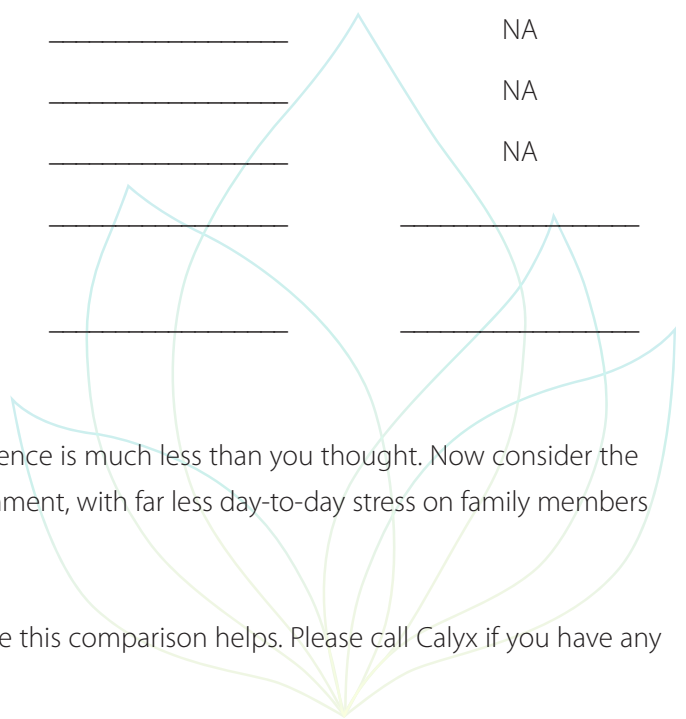 NA
NA
NA
ence is much less than you thought. Now consider the
ment, with far less day-to-day stress on family members
e this comparison helps. Please call Calyx if you have any